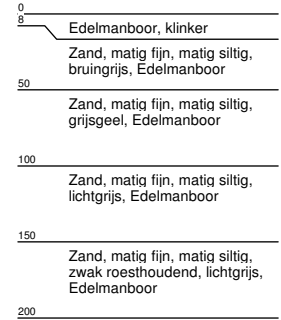 0
8
Edelmanboor, klinker
Zand, matig fijn, matig siltig,
bruingrijs, Edelmanboor
50
Zand, matig fijn, matig siltig,
grijsgeel, Edelmanboor
100
Zand, matig fijn, matig siltig,
lichtgrijs, Edelmanboor
150
Zand, matig fijn, matig siltig,
zwak roesthoudend, lichtgrijs,
Edelmanboor
200